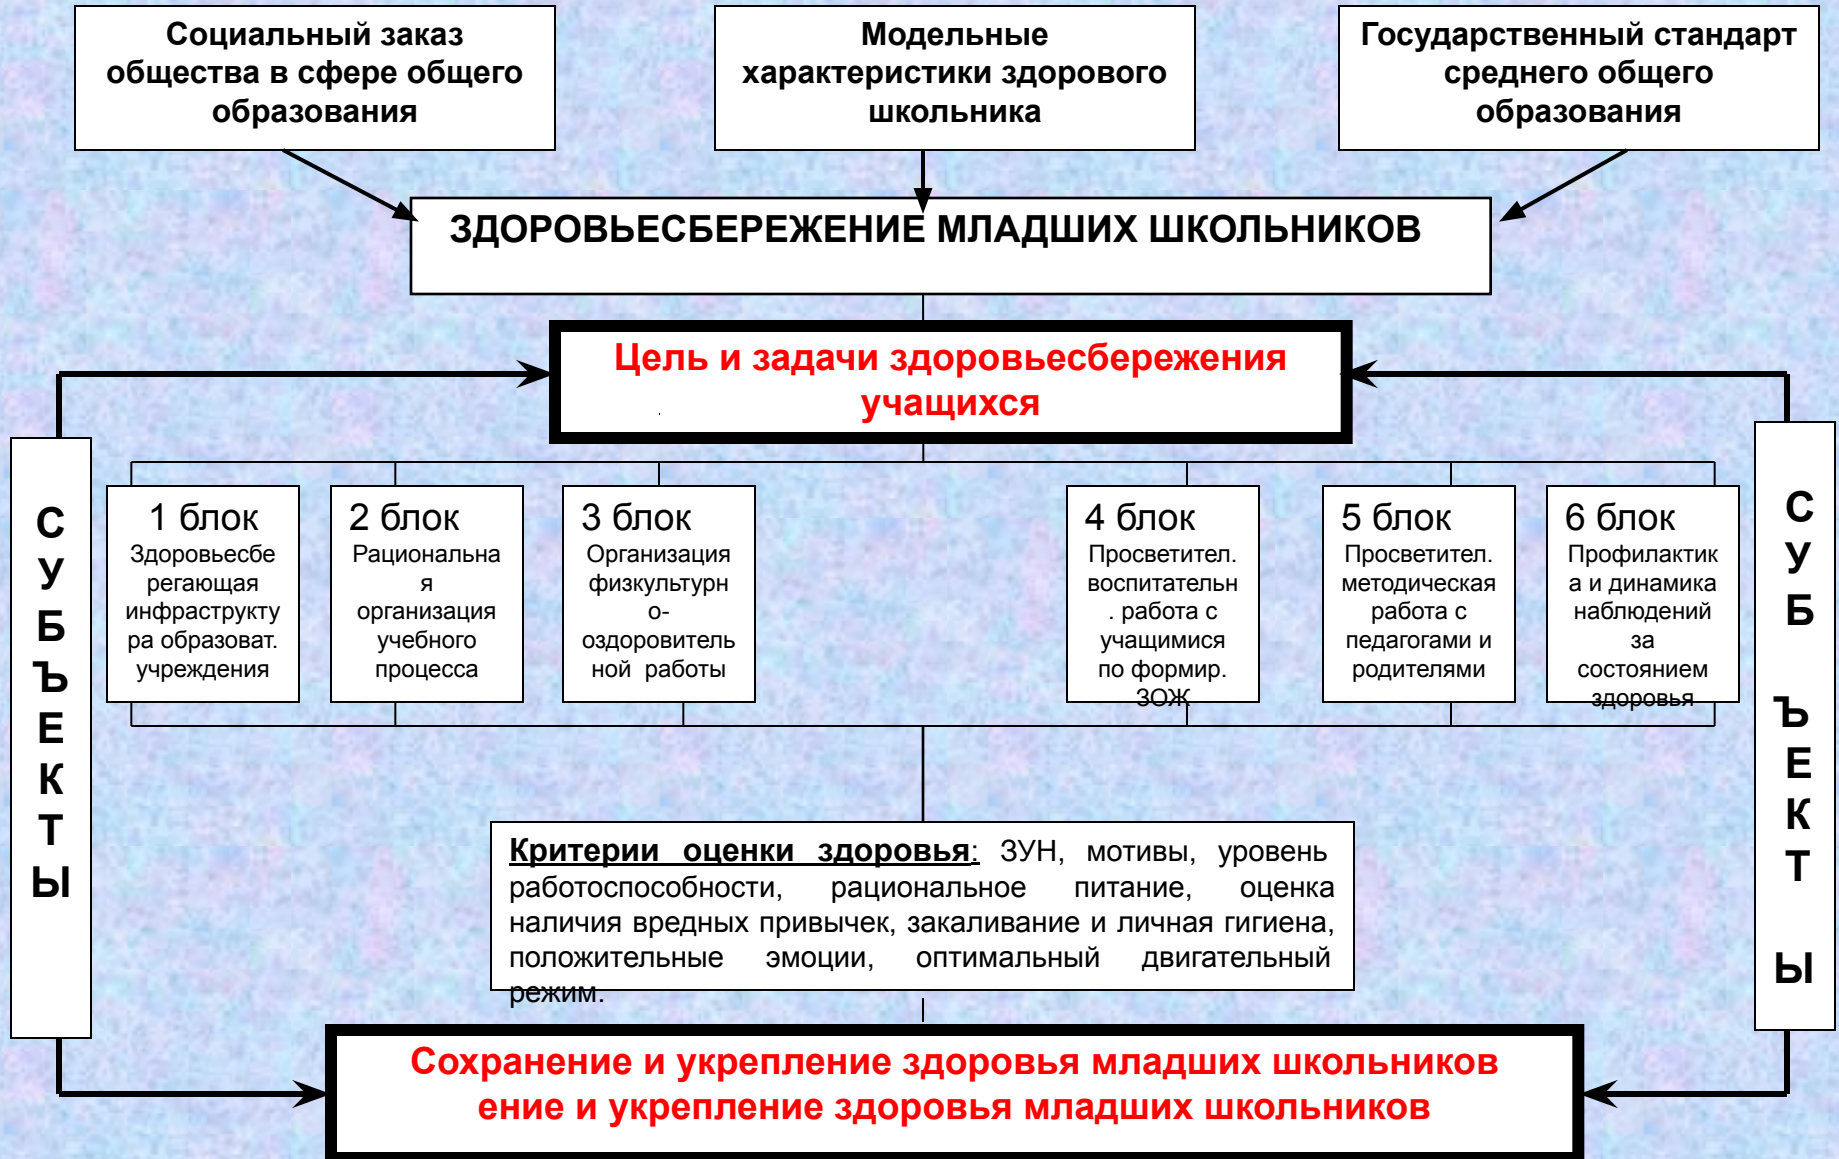 Социальный заказ
общества в сфере общего
образования
Модельные
характеристики здорового
школьника
Государственный стандарт
среднего общего
образования
ЗДОРОВЬЕСБЕРЕЖЕНИЕ МЛАДШИХ ШКОЛЬНИКОВ
Цель и задачи здоровьесбережения
учащихся
.
С
У
Б
Ъ
Е
К
Т
Ы
1 блок
Здоровьесбе
регающая
инфраструкту
ра образоват.
учреждения
2 блок
Рациональна
я
организация
учебного
процесса
3 блок
Организация
физкультурн
о-
оздоровитель
ной работы
4 блок
Просветител.
воспитательн
. работа с
учащимися
по формир.
ЗОЖ
5 блок
Просветител.
методическая
работа с
педагогами и
родителями
6 блок
Профилактик
а и динамика
наблюдений
за
состоянием
здоровья
С
У
Б
Ъ
Е
К
Т
Ы
Критерии оценки здоровья: ЗУН, мотивы, уровень
работоспособности, рациональное питание, оценка
наличия вредных привычек, закаливание и личная гигиена,
положительные эмоции, оптимальный двигательный
режим.
Сохранение и укрепление здоровья младших школьников
ение и укрепление здоровья младших школьников